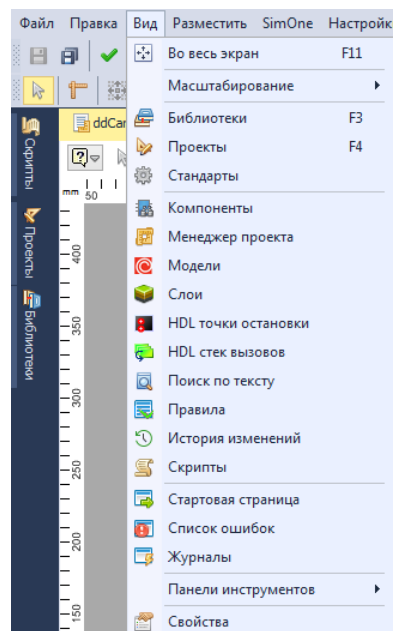 Файл Правка Вид Разместить SimOne Настройк
Во весь экран F11
Масштабирование
Библиотеки F3
Проекты F4
Стандарты
Компоненты
Менеджер проекта
Модели
Слои
HDL точки остановки
HDL стек вызовов
Поиск по тексту
Правила
История изменений
Скрипты
Стартовая страница
Список ошибок
Журналы
Панели инструментов
Свойства
ddCar
mm 50
Скрипты
Проекты
Библиотеки
400
350
300
250
200
150